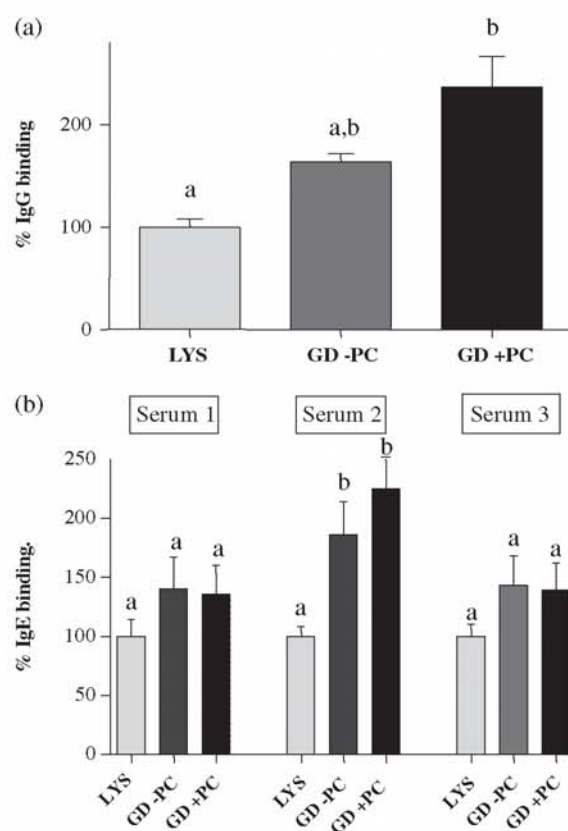 (a)
b
a,b
a
200
100
0
% IgG binding
LYS GD -PC GD +PC
(b)
Serum 1 Serum 2 Serum 3
250
200
150
100
50
0
% IgE binding.
a a a
a b b
a a a
LYS GD -PC GD +PC
LYS GD -PC GD +PC
LYS GD -PC GD +PC